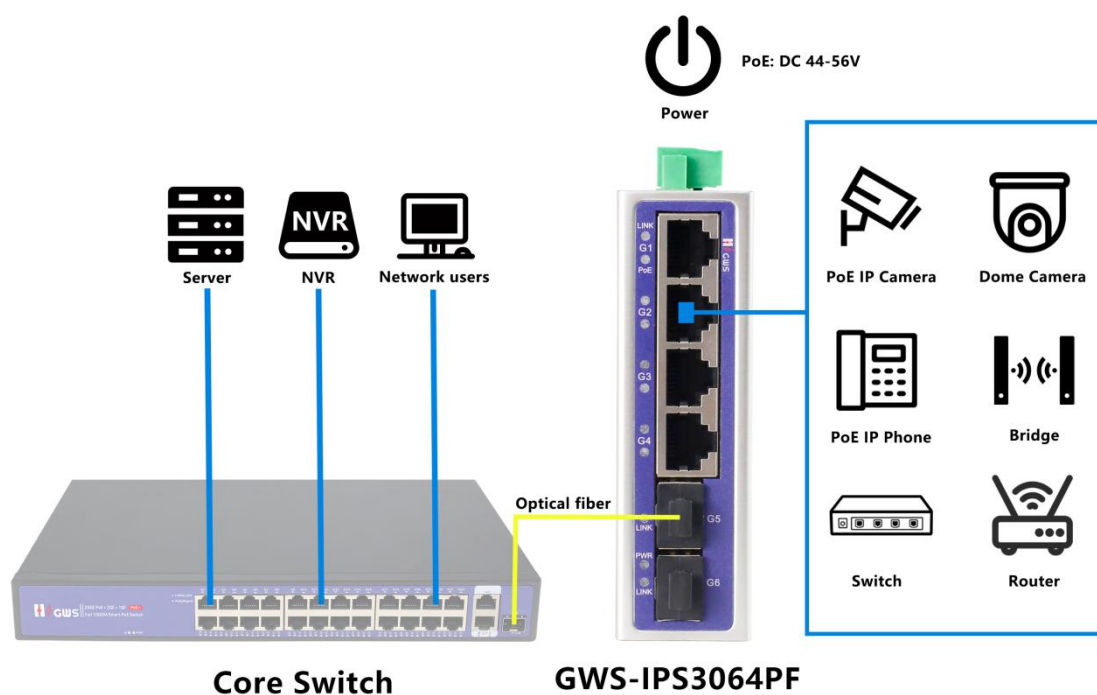 PoE: DC 44-56V
Power
NVR
Server
NVR
Network users
LINK
G1
PoE
GWS
G2
G3
G4
G5
LINK
PWR
G6
LINK
PoE IP Camera
Dome Camera
PoE IP Phone
Bridge
Switch
Router
Optical fiber
GWS
Core Switch
GWS-IPS3064PF